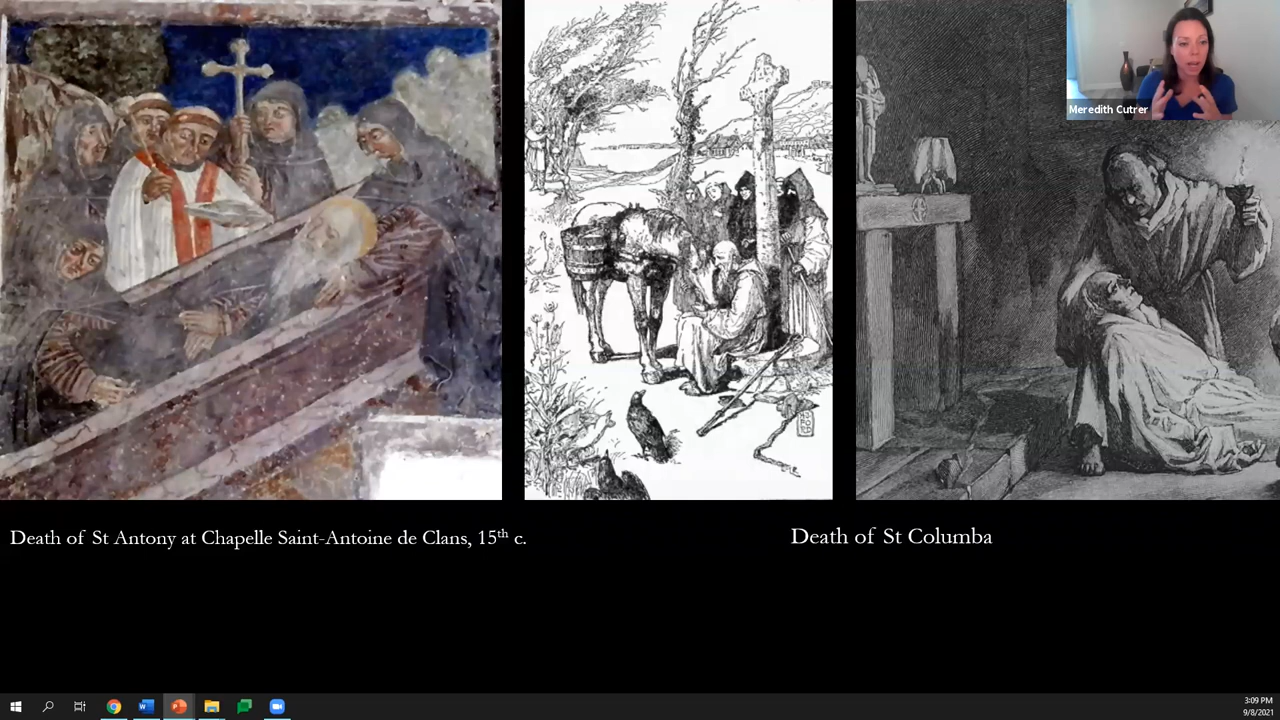 Meredith Cutrer
Death of St Antony at Chapelle Saint-Antoine de Clans, 15th c.
Death of St Columba
3:09 PM
9/8/2021